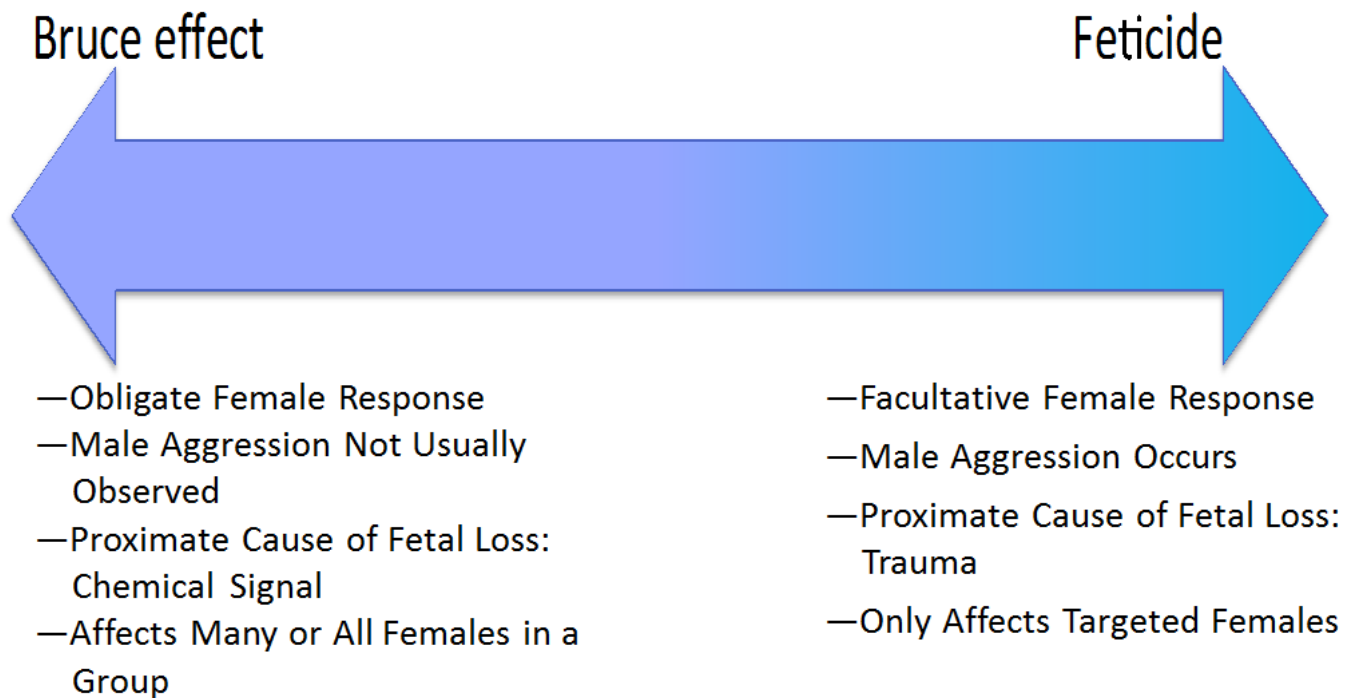 Bruce effect
Feticide
—Obligate Female Response
—Male Aggression Not Usually
Observed
—Proximate Cause of Fetal Loss:
Chemical Signal
—Affects Many or All Females in a
Group
—Facultative Female Response
—Male Aggression Occurs
—Proximate Cause of Fetal Loss:
Trauma
—Only Affects Targeted Females